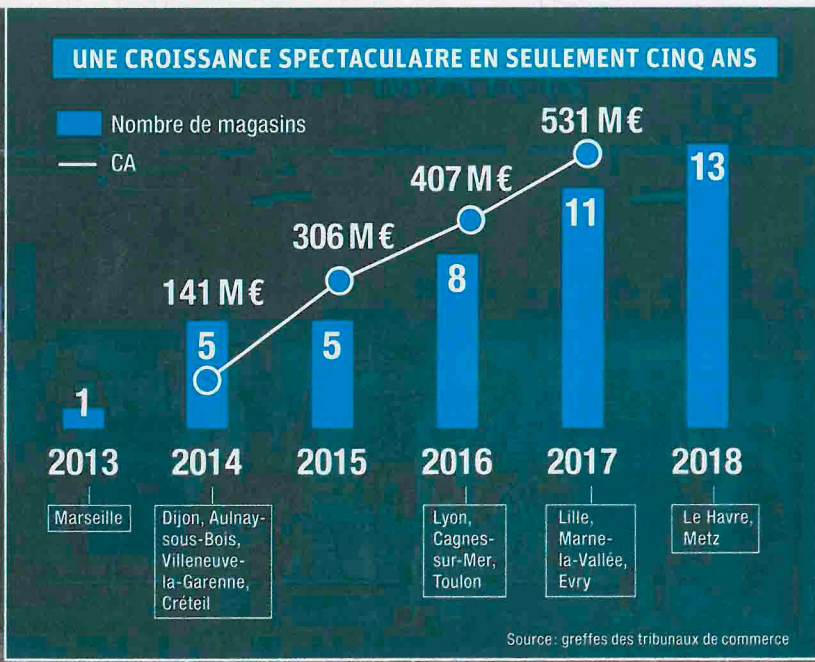 UNE CROISSANCE SPECTACULAIRE EN SEULEMENT CINQ ANS
Nombre de magasins
CA
141 M€
306 M€
407 M€
531 M€
1
5
5
8
11
13
2013
2014
2015
2016
2017
2018
Marseille
Dijon, Aulnay-
sous-Bois,
Villeneuve-
la-Garenne,
Créteil
Lyon,
Cagnes-
sur-Mer,
Toulon
Lille,
Marne-
la-Vallée,
Evry
Le Havre,
Metz
Source: greffes des tribunaux de commerce